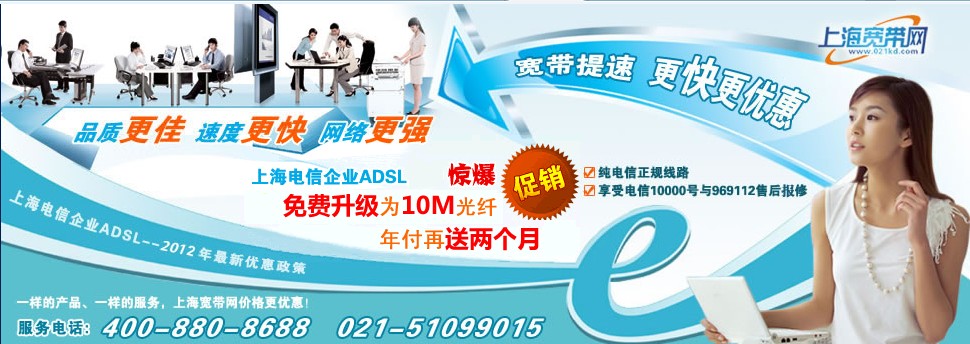 上海宽带网
www.021kd.com
宽带提速 更快更优惠
品质更佳 速度更快 网络更强
上海电信企业ADSL 惊爆 促销
免费升级为10M光纤
年付再送两个月
纯电信正规线路
享受电信10000号与969112售后报修
上海电信企业ADSL--2012年最新优惠政策
一样的产品、一样的服务，上海宽带网价格更优惠！
服务电话： 400-880-8688 021-51099015